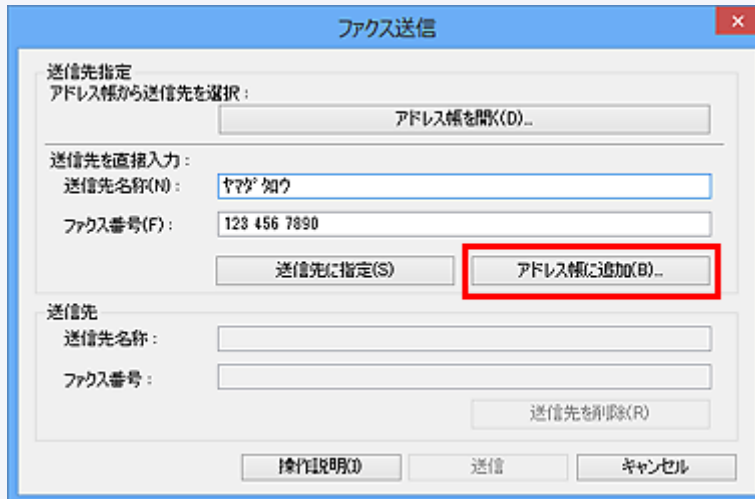 ファクス送信
送信先指定
アドレス帳から送信先を選択：
アドレス帳を開く(D)...
送信先を直接入力：
送信先名称(N)：
ﾔﾏﾀﾞ ﾀﾛｳ
ファクス番号(F)：
123 456 7890
送信先に指定(S)
アドレス帳に追加(B)...
送信先
送信先名称：
ファクス番号：
送信先を削除(R)
操作説明(I)
送信
キャンセル